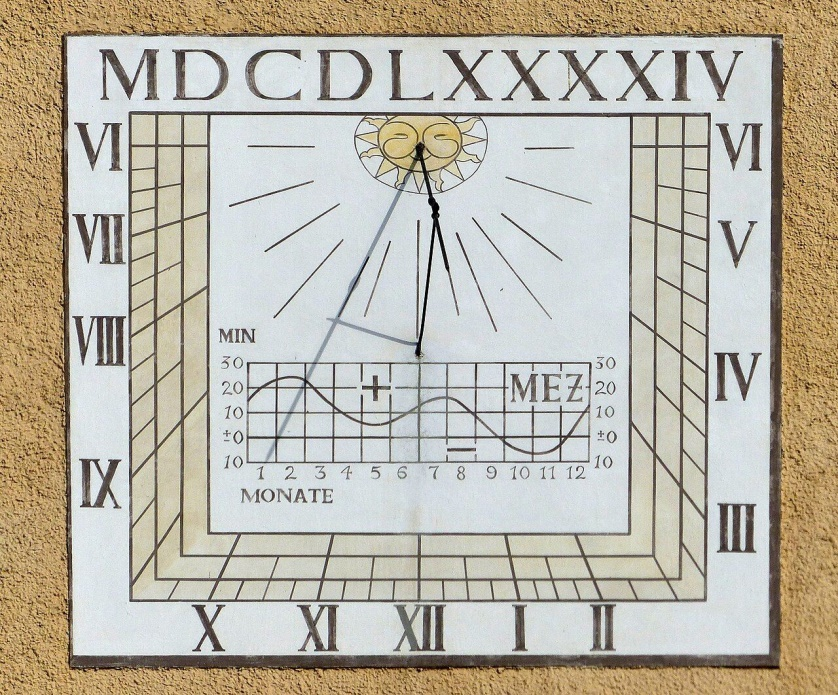 MDCDLXXXXIV
VI VI
VII V
VIII IV
IX III
MIN
30 + MEZ 30
20 20
10 10
±0 ±0
10 − 10
1 2 3 4 5 6 7 8 9 10 11 12
MONATE
X XI XII I II